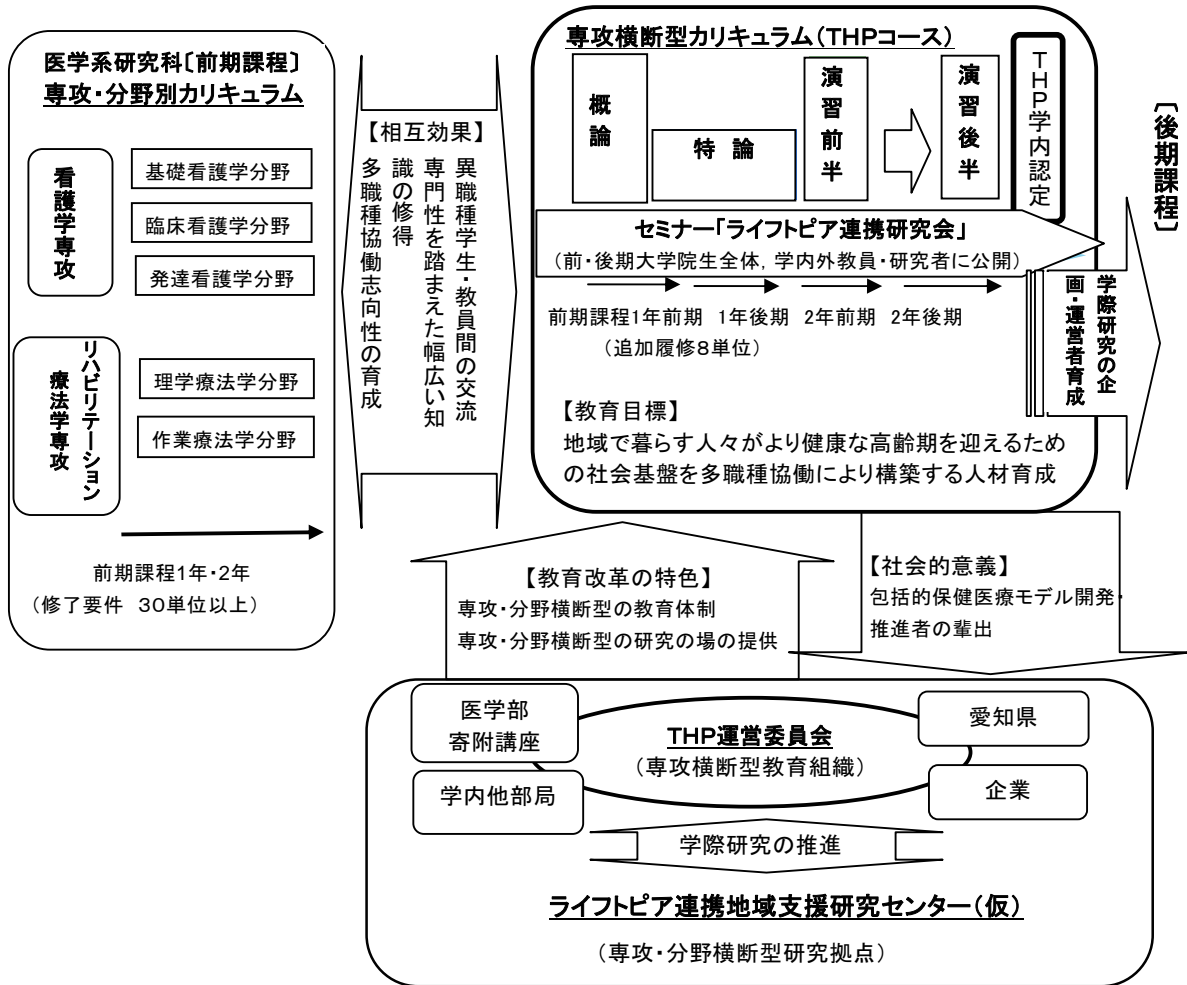 医学系研究科〔前期課程〕
専攻・分野別カリキュラム
看護学専攻
基礎看護学分野
臨床看護学分野
発達看護学分野
リハビリテーション
療法学専攻
理学療法学分野
作業療法学分野
前期課程1年・2年
(修了要件 30単位以上)
【相互効果】
異職種学生・教員間の交流
専門性を踏まえた幅広い知
識の修得
多職種協働志向性の育成
専攻横断型カリキュラム(THPコース)
概論
特 論
演習前半
演習後半
THP学内認定
セミナー「ライフトピア連携研究会」
(前・後期大学院生全体,学内外教員・研究者に公開)
前期課程1年前期 1年後期 2年前期 2年後期
(追加履修8単位)
【教育目標】
地域で暮らす人々がより健康な高齢期を迎えるため
の社会基盤を多職種協働により構築する人材育成
〔後期課程〕
学際研究の企
画・運営者育成
【教育改革の特色】
専攻・分野横断型の教育体制
専攻・分野横断型の研究の場の提供
【社会的意義】
包括的保健医療モデル開発・
推進者の輩出
医学部
寄附講座
学内他部局
THP運営委員会
(専攻横断型教育組織)
愛知県
企業
学際研究の推進
ライフトピア連携地域支援研究センター(仮)
(専攻・分野横断型研究拠点)